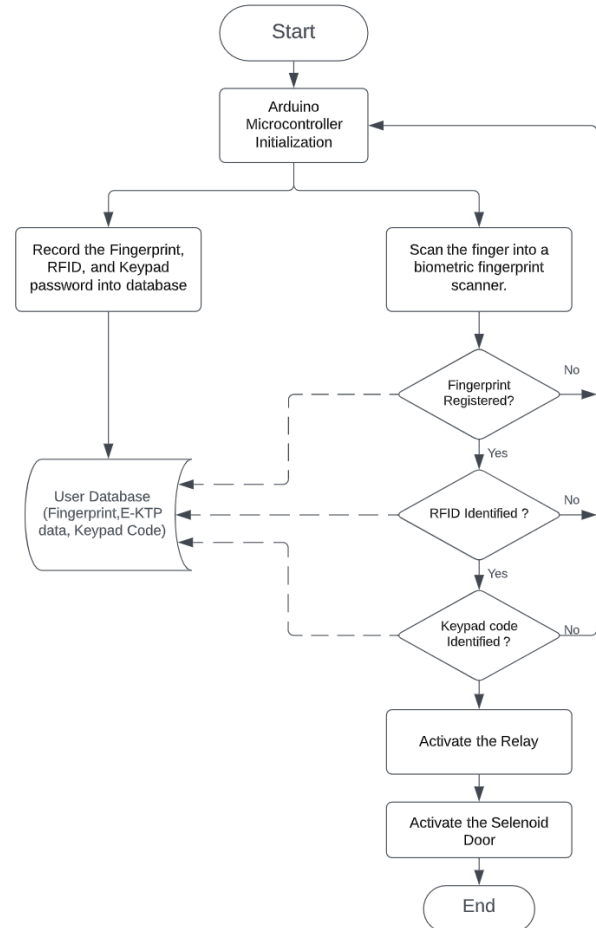 Start
Arduino
Microcontroller
Initialization
Record the Fingerprint,
RFID, and Keypad
password into database
Scan the finger into a
biometric fingerprint
scanner.
Fingerprint
Registered?
No
Yes
User Database
(Fingerprint,E-KTP
data, Keypad Code)
RFID Identified ?
No
Yes
Keypad code
Identified ?
No
Activate the Relay
Activate the Selenoid
Door
End